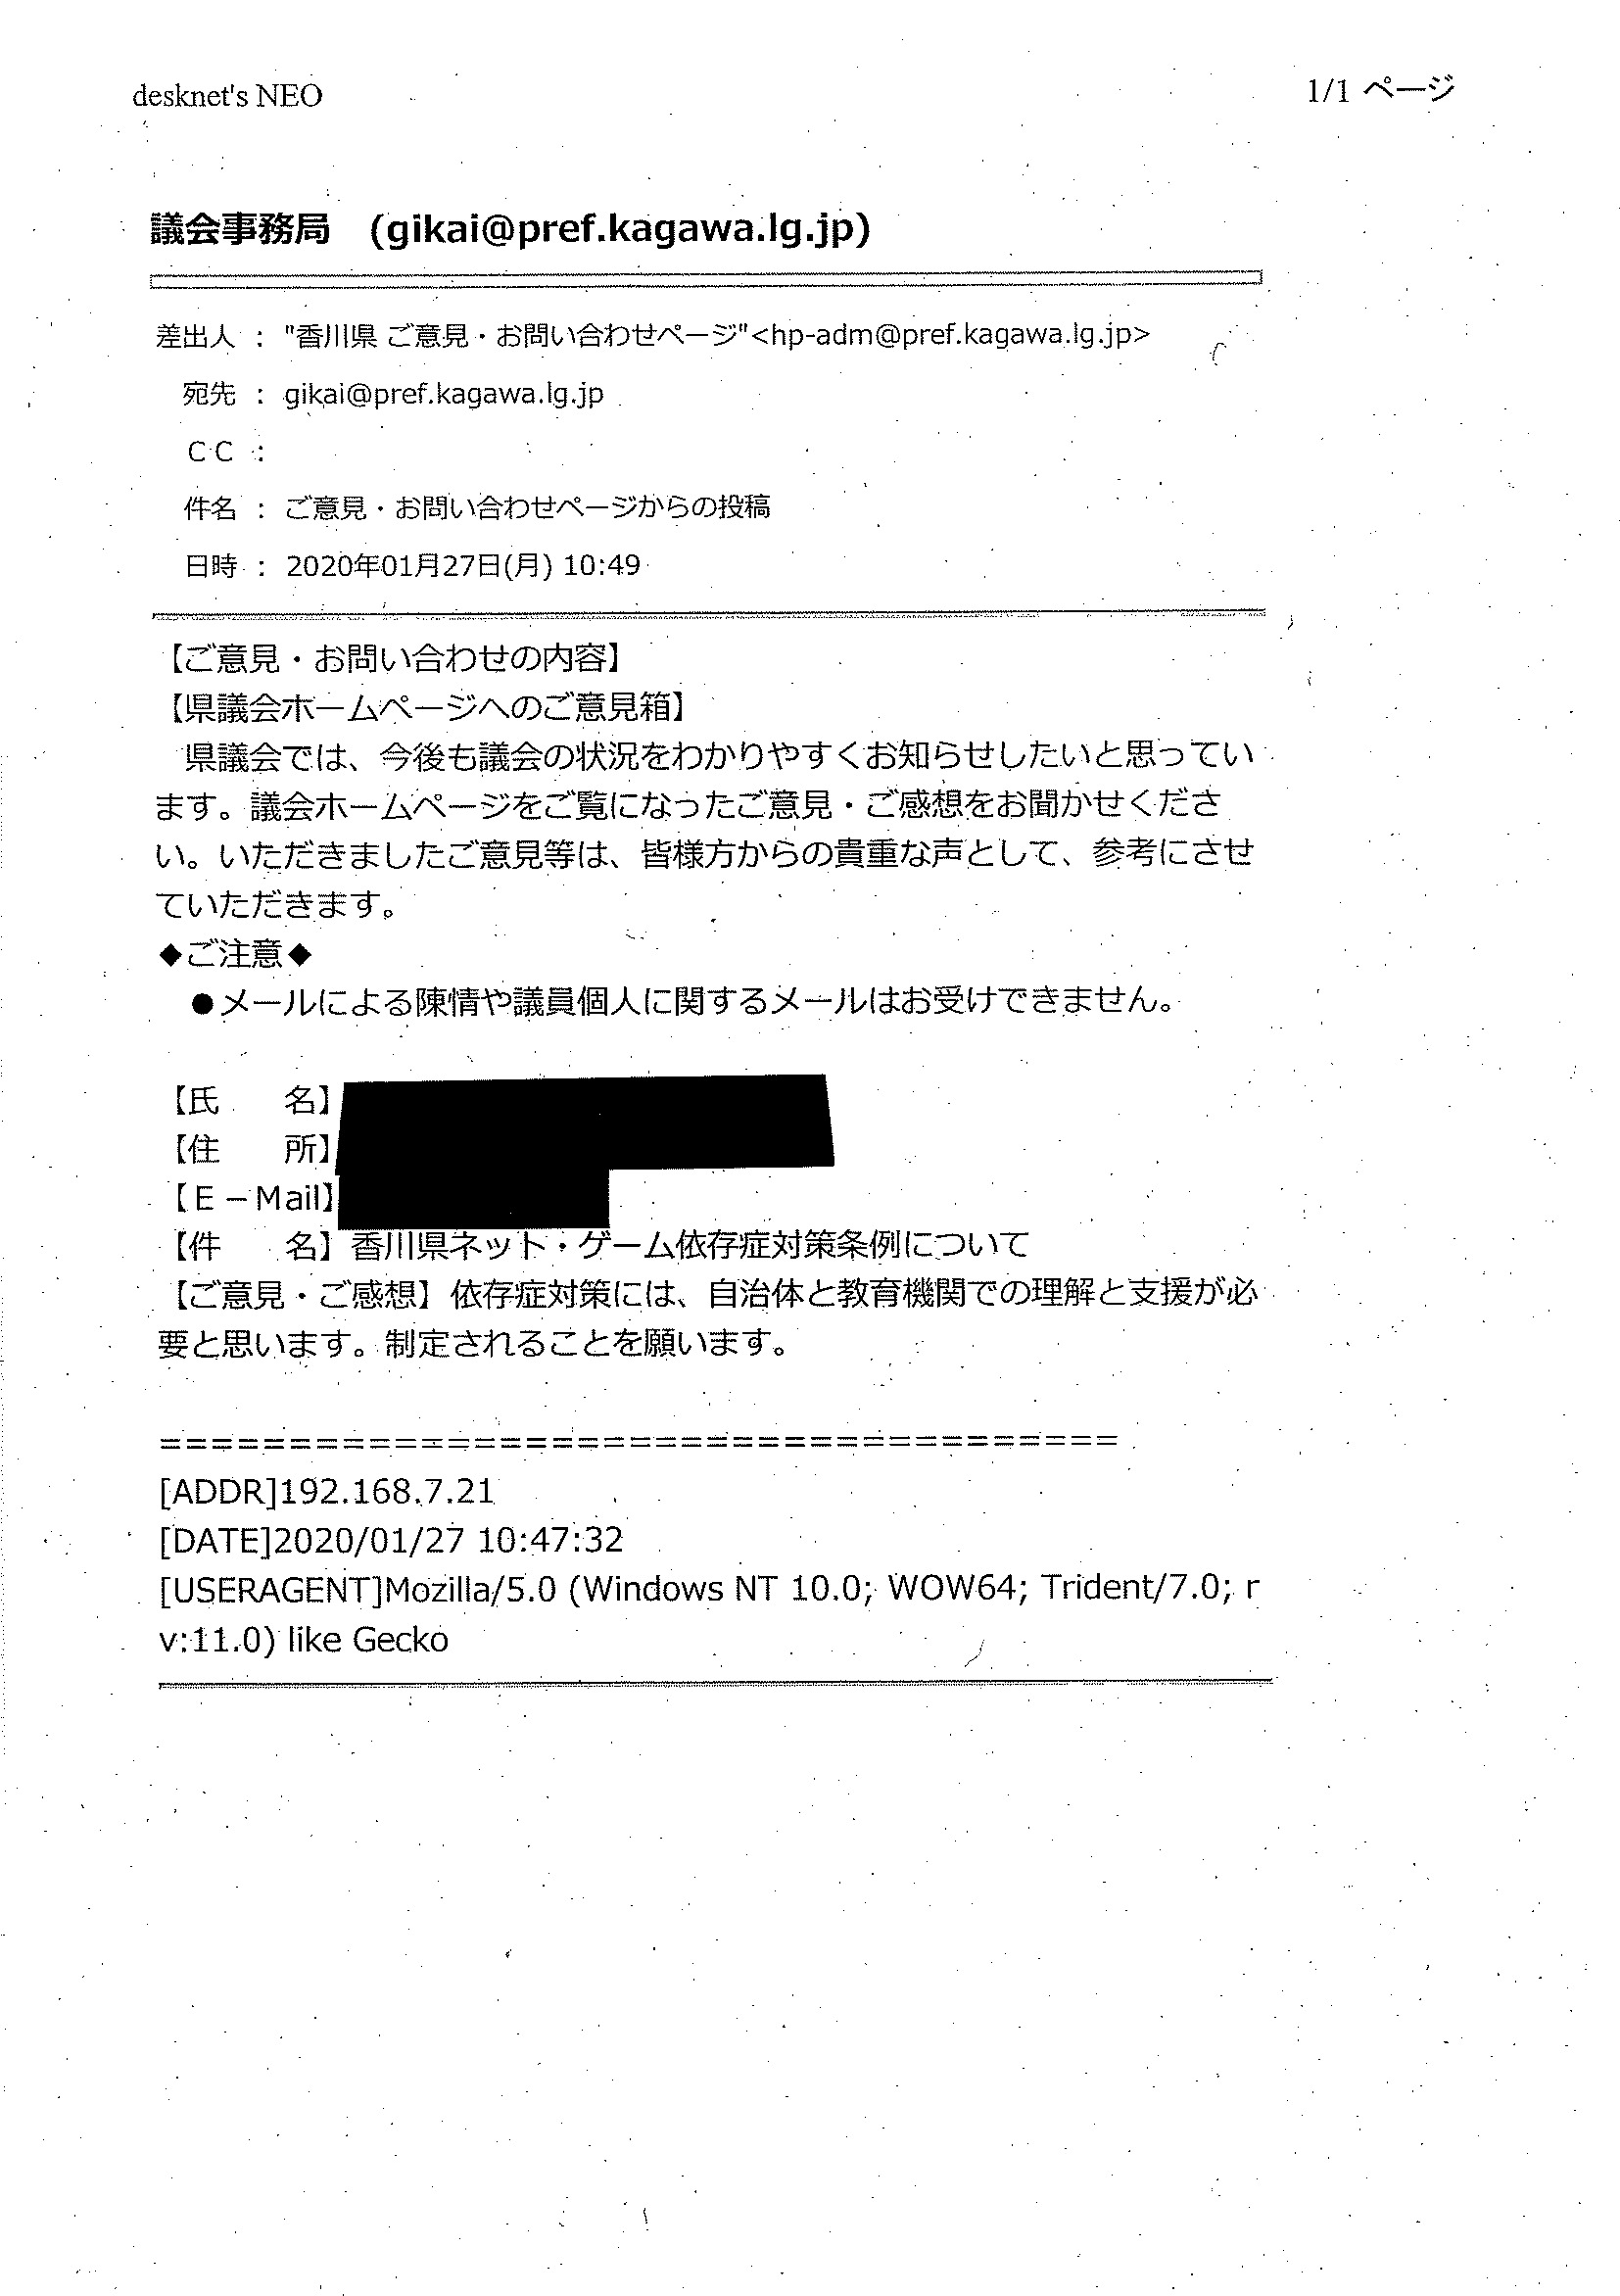 desknet's NEO
1/1 ページ
議会事務局　(gikai@pref.kagawa.lg.jp)
差出人 ： "香川県 ご意見・お問い合わせページ"<hp-adm@pref.kagawa.lg.jp>
宛先 ： gikai@pref.kagawa.lg.jp
ＣＣ ：
件名 ： ご意見・お問い合わせページからの投稿
日時 ： 2020年01月27日(月) 10:49
【ご意見・お問い合わせの内容】
【県議会ホームページへのご意見箱】
　県議会では、今後も議会の状況をわかりやすくお知らせしたいと思ってい
ます。議会ホームページをご覧になったご意見・ご感想をお聞かせくださ
い。いただきましたご意見等は、皆様方からの貴重な声として、参考にさせ
ていただきます。
◆ご注意◆
　●メールによる陳情や議員個人に関するメールはお受けできません。
【氏　　名】
【住　　所】
【Ｅ－Mail】
【件　　名】香川県ネット・ゲーム依存症対策条例について
【ご意見・ご感想】依存症対策には、自治体と教育機関での理解と支援が必
要と思います。制定されることを願います。
=====================================
[ADDR]192.168.7.21
[DATE]2020/01/27 10:47:32
[USERAGENT]Mozilla/5.0 (Windows NT 10.0; WOW64; Trident/7.0; r
v:11.0) like Gecko